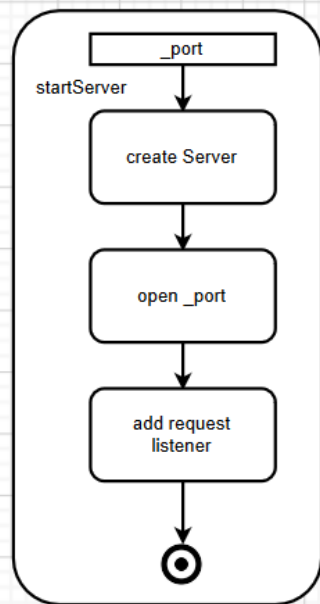 _port
startServer
create Server
open _port
add request
listener